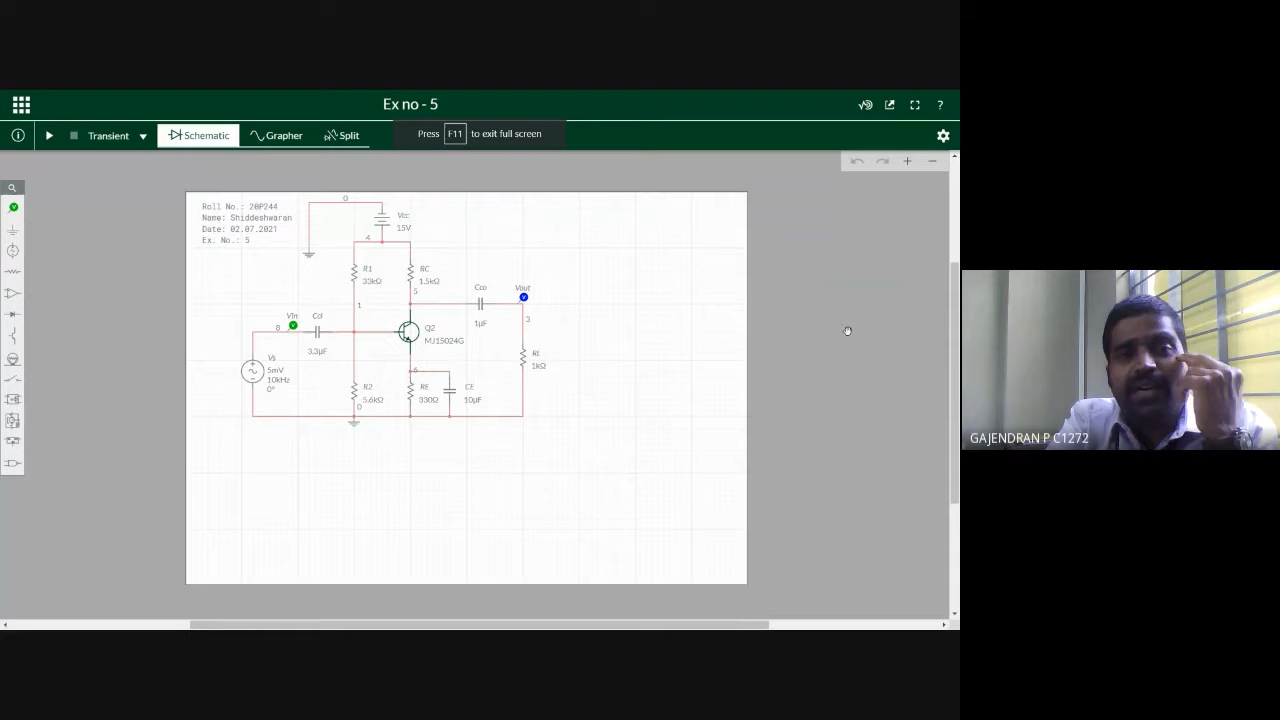 Ex no - 5
Transient
Schematic
Grapher
Split
Press F11 to exit full screen
?
Roll No.: 20P244
Name: Shiddeshwaran
Date: 02.07.2021
Ex. No.: 5
0
Vcc
15V
4
R1
33kΩ
RC
1.5kΩ
5
1
Cco
1µF
Vout
3
Vin
8
Q2
MJ15024G
3.3µF
Vs
5mV
10kHz
0°
RL
1kΩ
6
R2
5.6kΩ
0
RE
330Ω
CE
10µF
GAJENDRAN P C1272